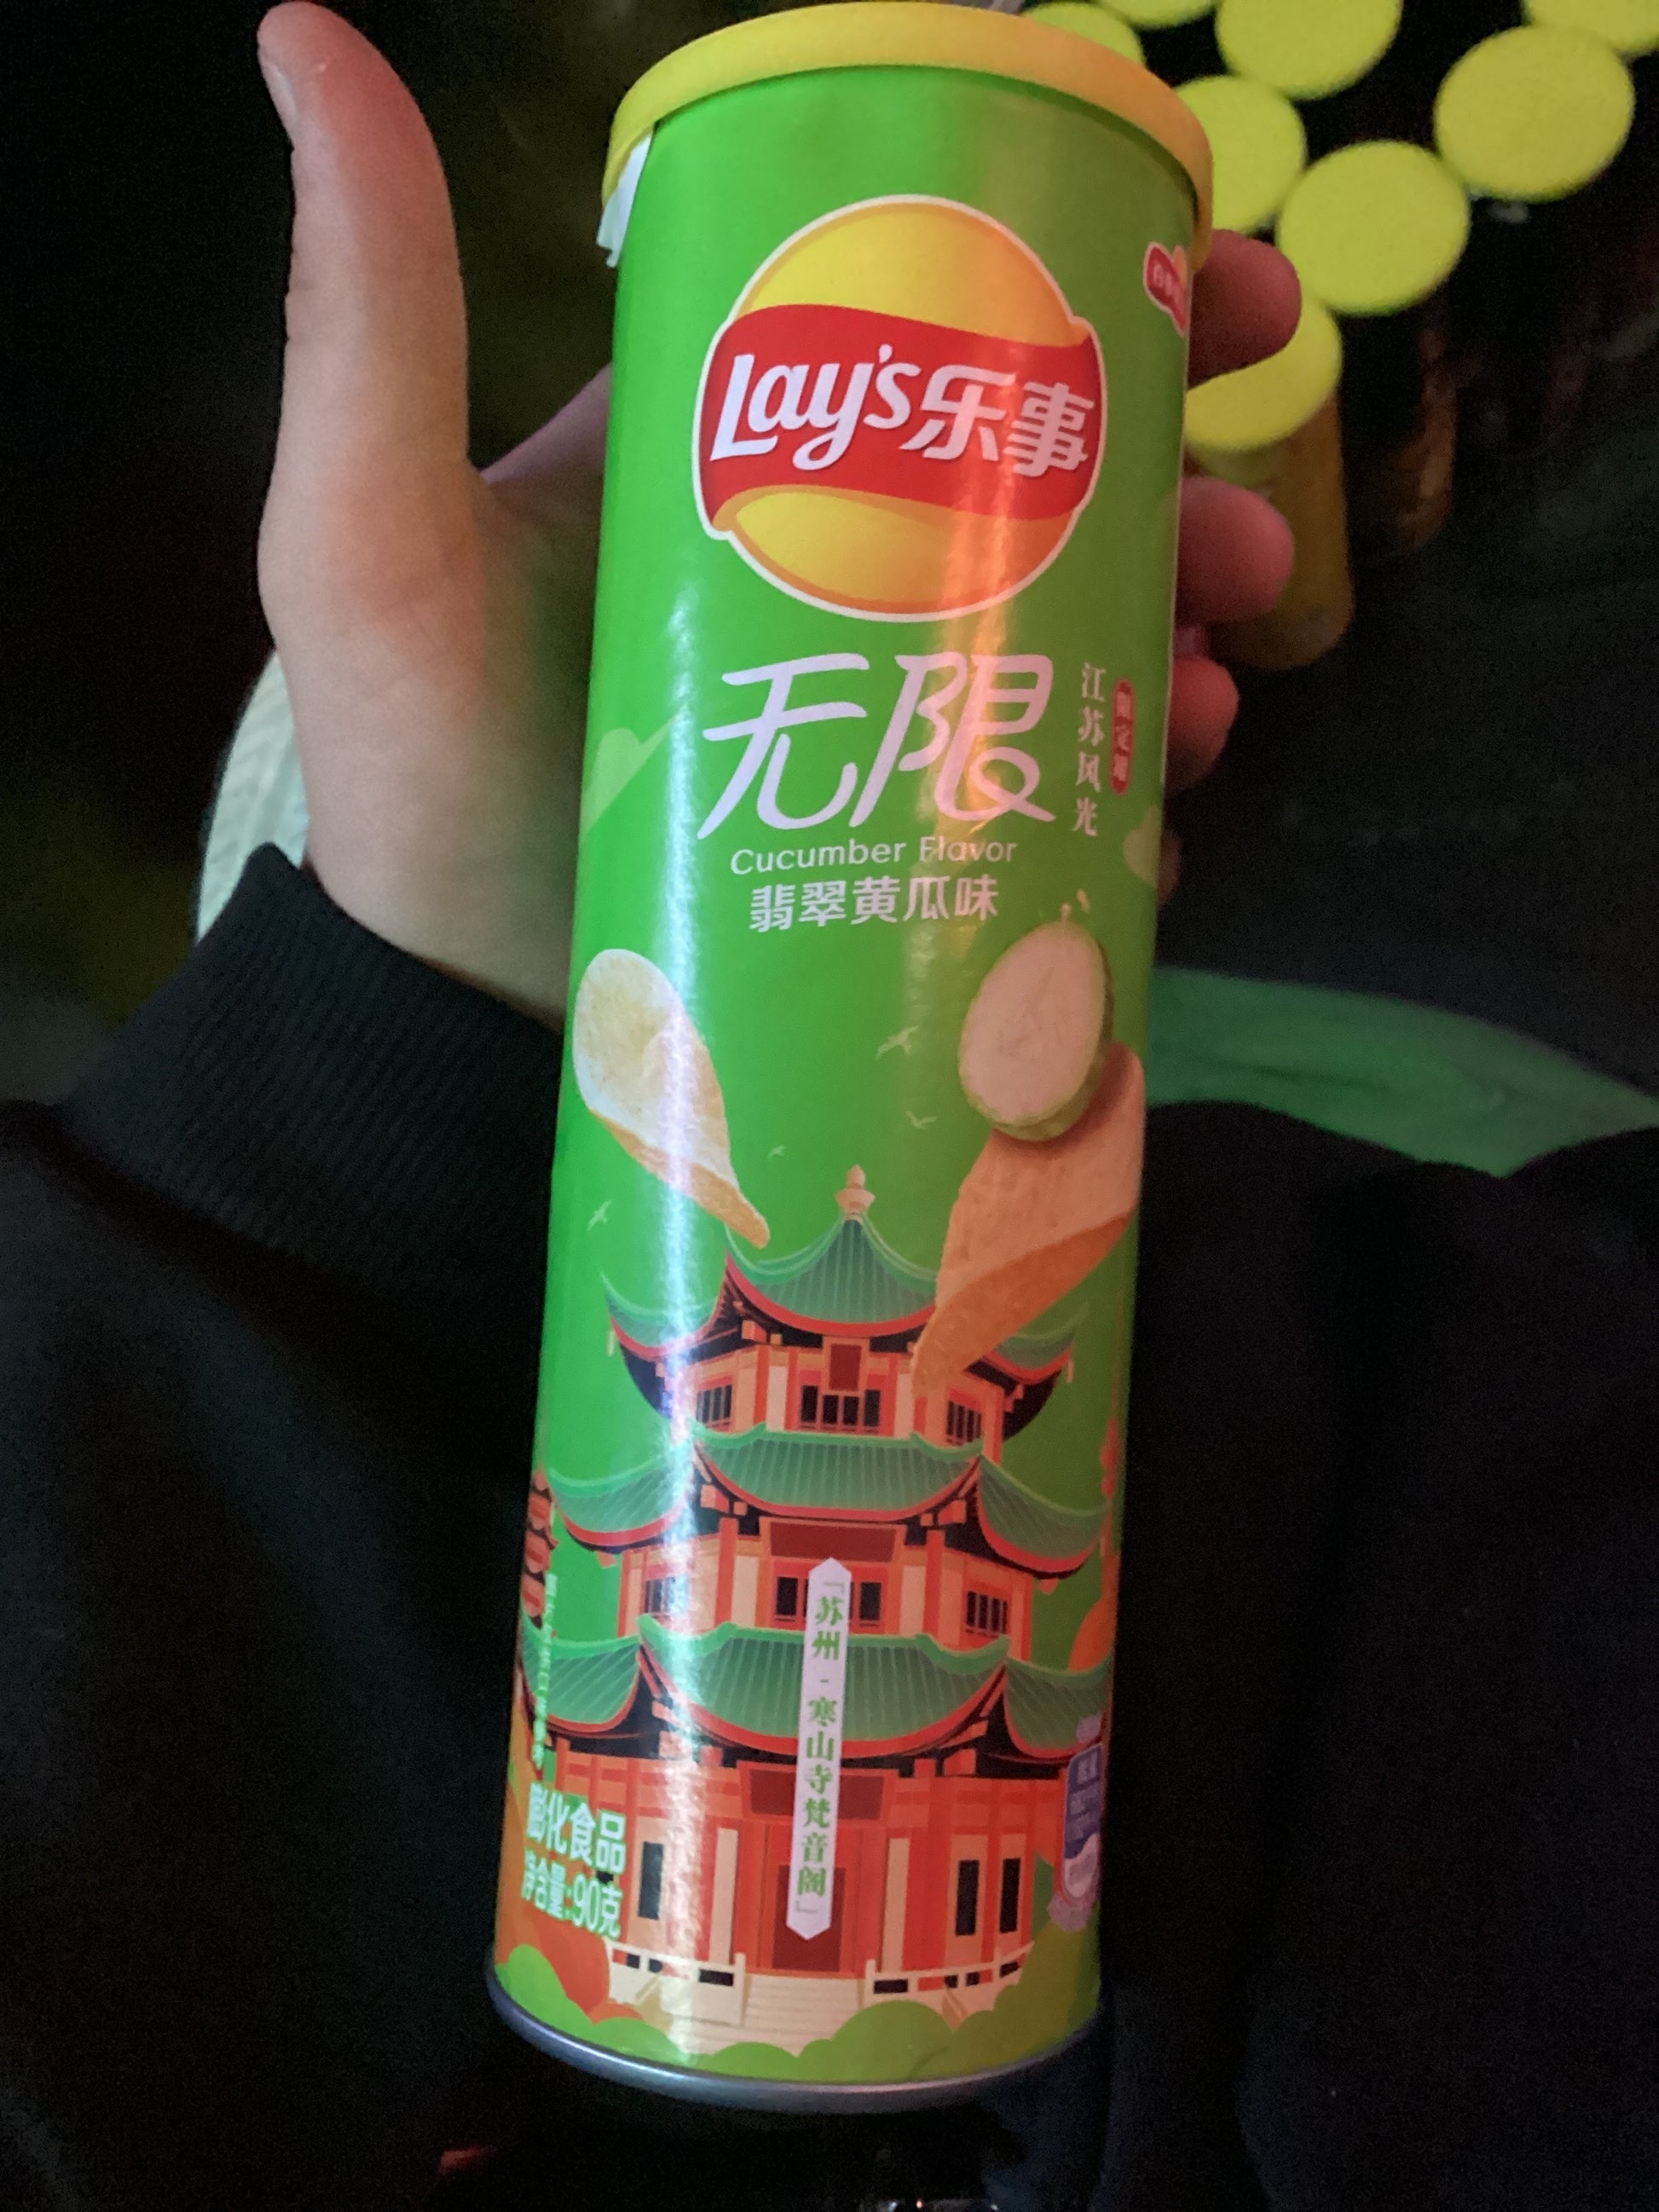 Lay's乐事
无限
江苏风光
限定罐
Cucumber Flavor
翡翠黄瓜味
「苏州-寒山寺梵音阁」
膨化食品
净含量:90克